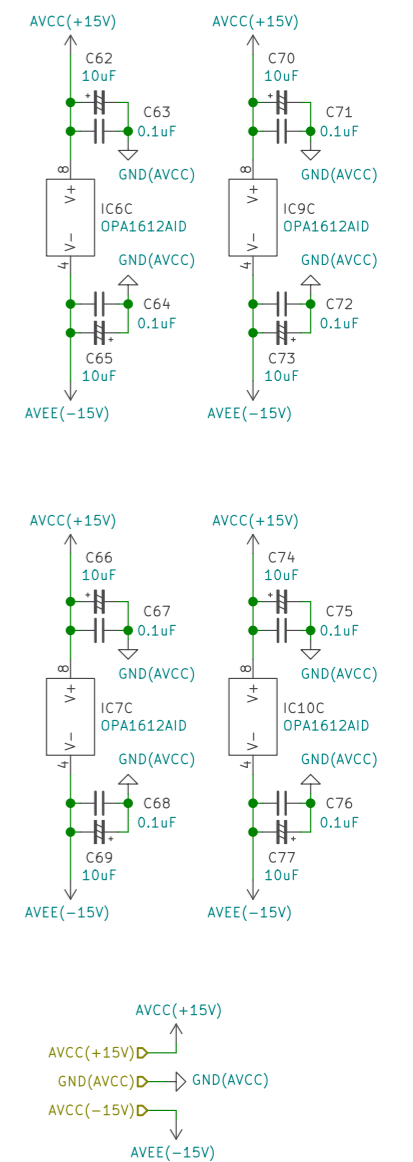 AVCC(+15V)
C62
10uF
+
C63
0.1uF
GND(AVCC)
8
V+
IC6C
OPA1612AID
V−
4
GND(AVCC)
C64
0.1uF
+
C65
10uF
AVEE(−15V)
AVCC(+15V)
C70
10uF
+
C71
0.1uF
GND(AVCC)
8
V+
IC9C
OPA1612AID
V−
4
GND(AVCC)
C72
0.1uF
+
C73
10uF
AVEE(−15V)
AVCC(+15V)
C66
10uF
+
C67
0.1uF
GND(AVCC)
8
V+
IC7C
OPA1612AID
V−
4
GND(AVCC)
C68
0.1uF
+
C69
10uF
AVEE(−15V)
AVCC(+15V)
C74
10uF
+
C75
0.1uF
GND(AVCC)
8
V+
IC10C
OPA1612AID
V−
4
GND(AVCC)
C76
0.1uF
+
C77
10uF
AVEE(−15V)
AVCC(+15V)
AVCC(+15V)
GND(AVCC) GND(AVCC)
AVCC(−15V)
AVEE(−15V)